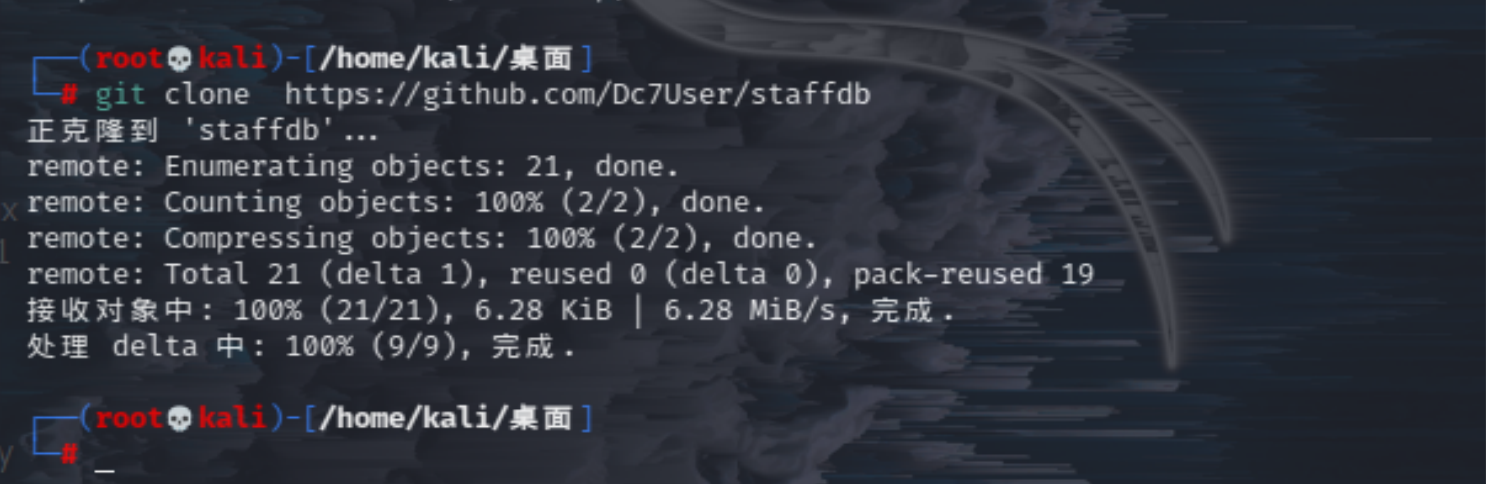 ┌──(root💀kali)-[/home/kali/桌面]
└─# git clone  https://github.com/Dc7User/staffdb
正克隆到 'staffdb'...
remote: Enumerating objects: 21, done.
remote: Counting objects: 100% (2/2), done.
remote: Compressing objects: 100% (2/2), done.
remote: Total 21 (delta 1), reused 0 (delta 0), pack-reused 19
接收对象中: 100% (21/21), 6.28 KiB | 6.28 MiB/s, 完成.
处理 delta 中: 100% (9/9), 完成.
┌──(root💀kali)-[/home/kali/桌面]
└─# _